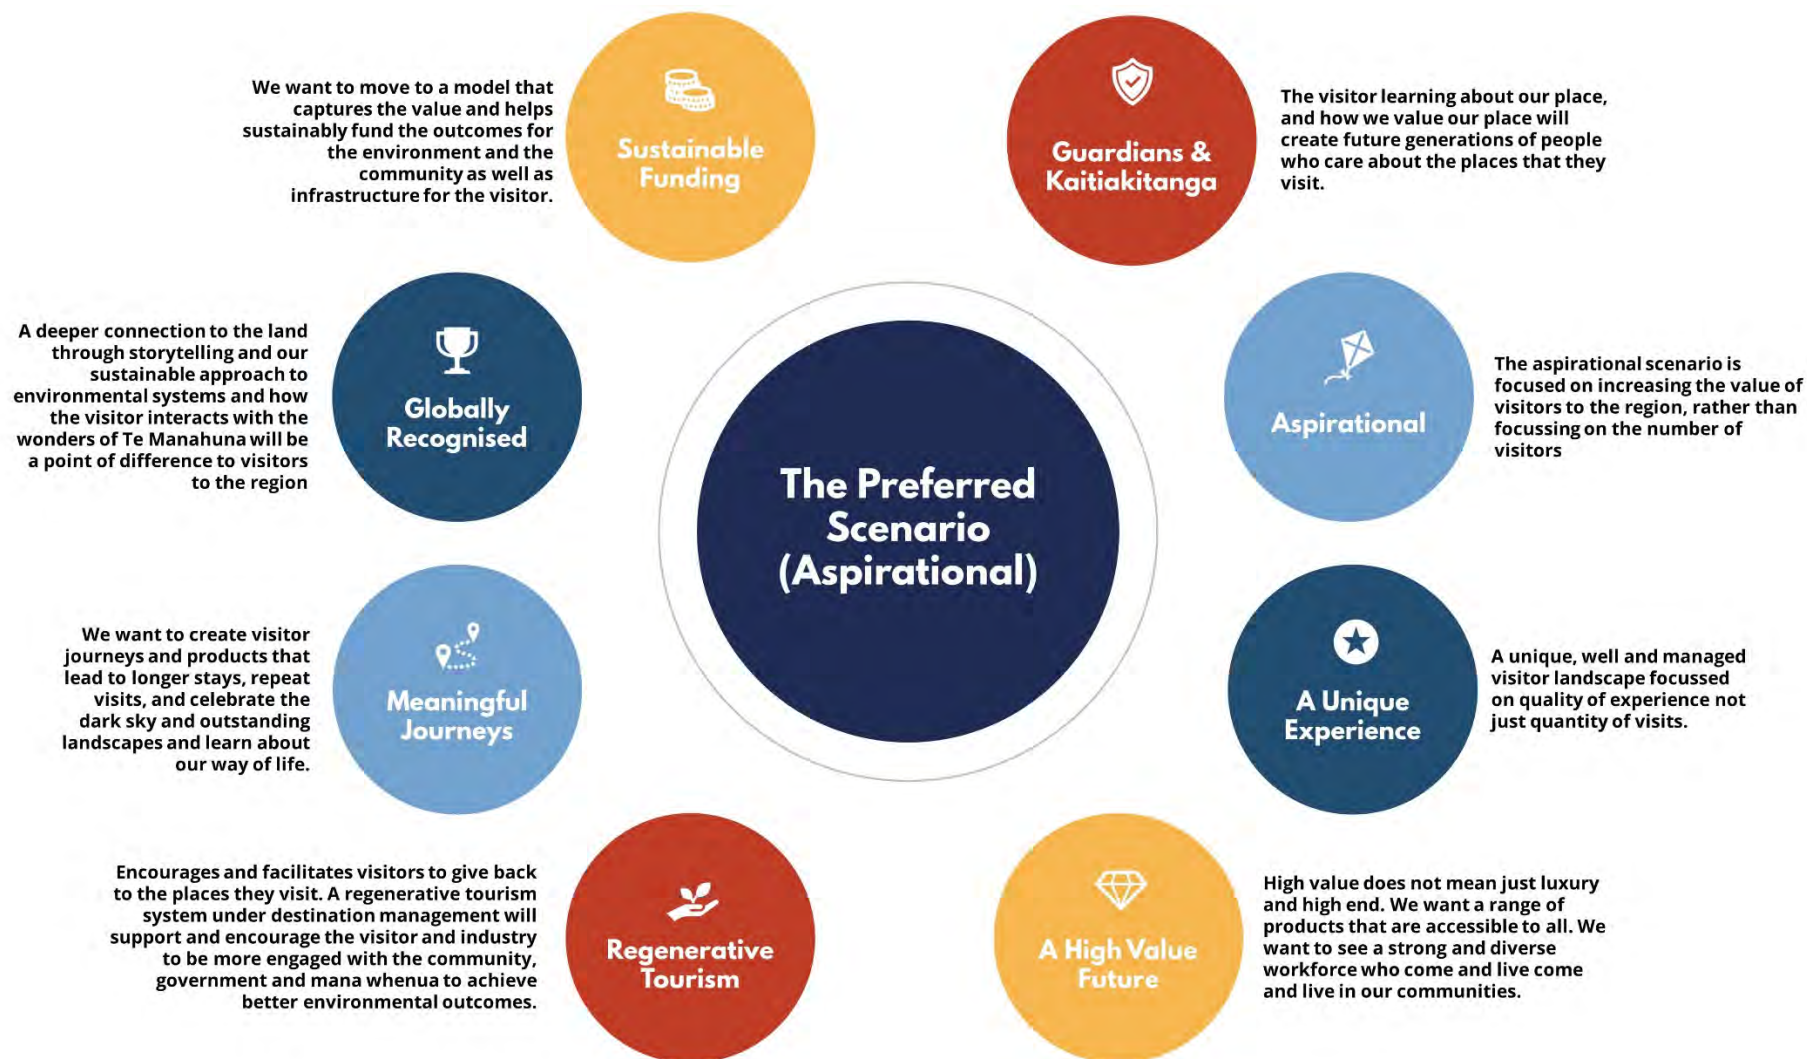 We want to move to a model that
captures the value and helps
sustainably fund the outcomes for
the environment and the
community as well as
infrastructure for the visitor.
Sustainable
Funding
Guardians &
Kaitiakitanga
The visitor learning about our place,
and how we value our place will
create future generations of people
who care about the places that they
visit.
A deeper connection to the land
through storytelling and our
sustainable approach to
environmental systems and how
the visitor interacts with the
wonders of Te Manahuna will be
a point of difference to visitors
to the region
Globally
Recognised
Aspirational
The aspirational scenario is
focused on increasing the value of
visitors to the region, rather than
focussing on the number of
visitors
The Preferred
Scenario
(Aspirational)
We want to create visitor
journeys and products that
lead to longer stays, repeat
visits, and celebrate the
dark sky and outstanding
landscapes and learn about
our way of life.
Meaningful
Journeys
A Unique
Experience
A unique, well and managed
visitor landscape focussed
on quality of experience not
just quantity of visits.
Encourages and facilitates visitors to give back
to the places they visit. A regenerative tourism
system under destination management will
support and encourage the visitor and industry
to be more engaged with the community,
government and mana whenua to achieve
better environmental outcomes.
Regenerative
Tourism
A High Value
Future
High value does not mean just luxury
and high end. We want a range of
products that are accessible to all. We
want to see a strong and diverse
workforce who come and live come
and live in our communities.